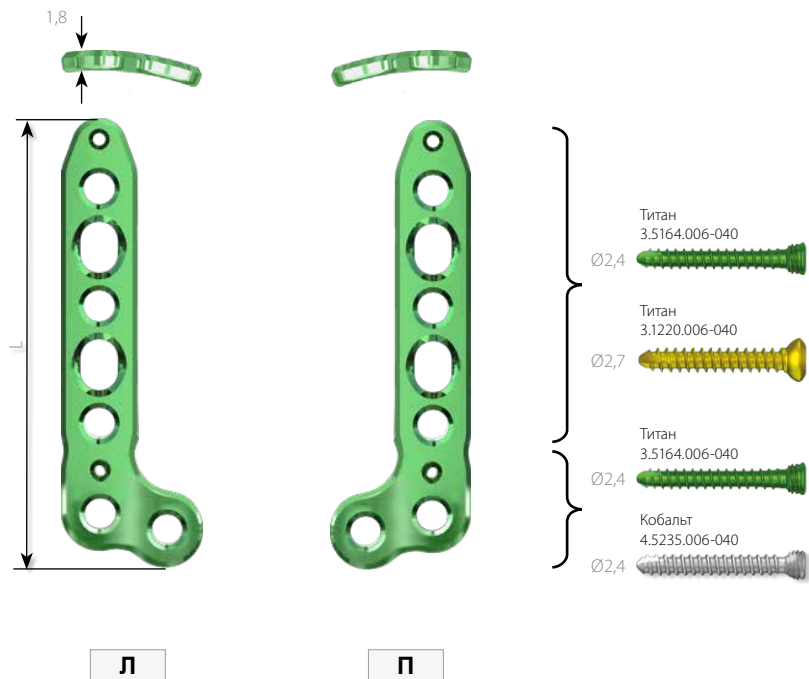 1,8
L
Титан
3.5164.006-040
Ø2,4
Титан
3.1220.006-040
Ø2,7
Титан
3.5164.006-040
Ø2,4
Кобальт
4.5235.006-040
Ø2,4
Л
П